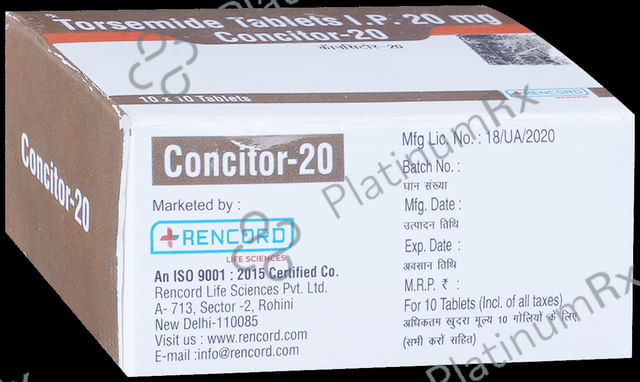 Torsemide Tablets I.P. 20 mg
Concitor-20
कानसिटोर-20
10 x 10 Tablets
RENCORD
LIFE SCIENCES
Concitor-20
Concitor-20
Marketed by :
RENCORD
LIFE SCIENCES
An ISO 9001 : 2015 Certified Co.
Rencord Life Sciences Pvt. Ltd.
A- 713, Sector -2, Rohini
New Delhi-110085
Visit us : www.rencord.com
E-mail :info@rencord.com
Mfg Lic. No. : 18/UA/2020
Batch No. :
घान संख्या
Mfg. Date :
उत्पादन तिथि
Exp. Date :
अवसान तिथि
M.R.P. ₹ :
For 10 Tablets (Incl. of all taxes)
अधिकतम खुदरा मूल्य 10 गोलियों के लिए
(सभी करों सहित)
PlatinumRx
PlatinumRx
PlatinumRx